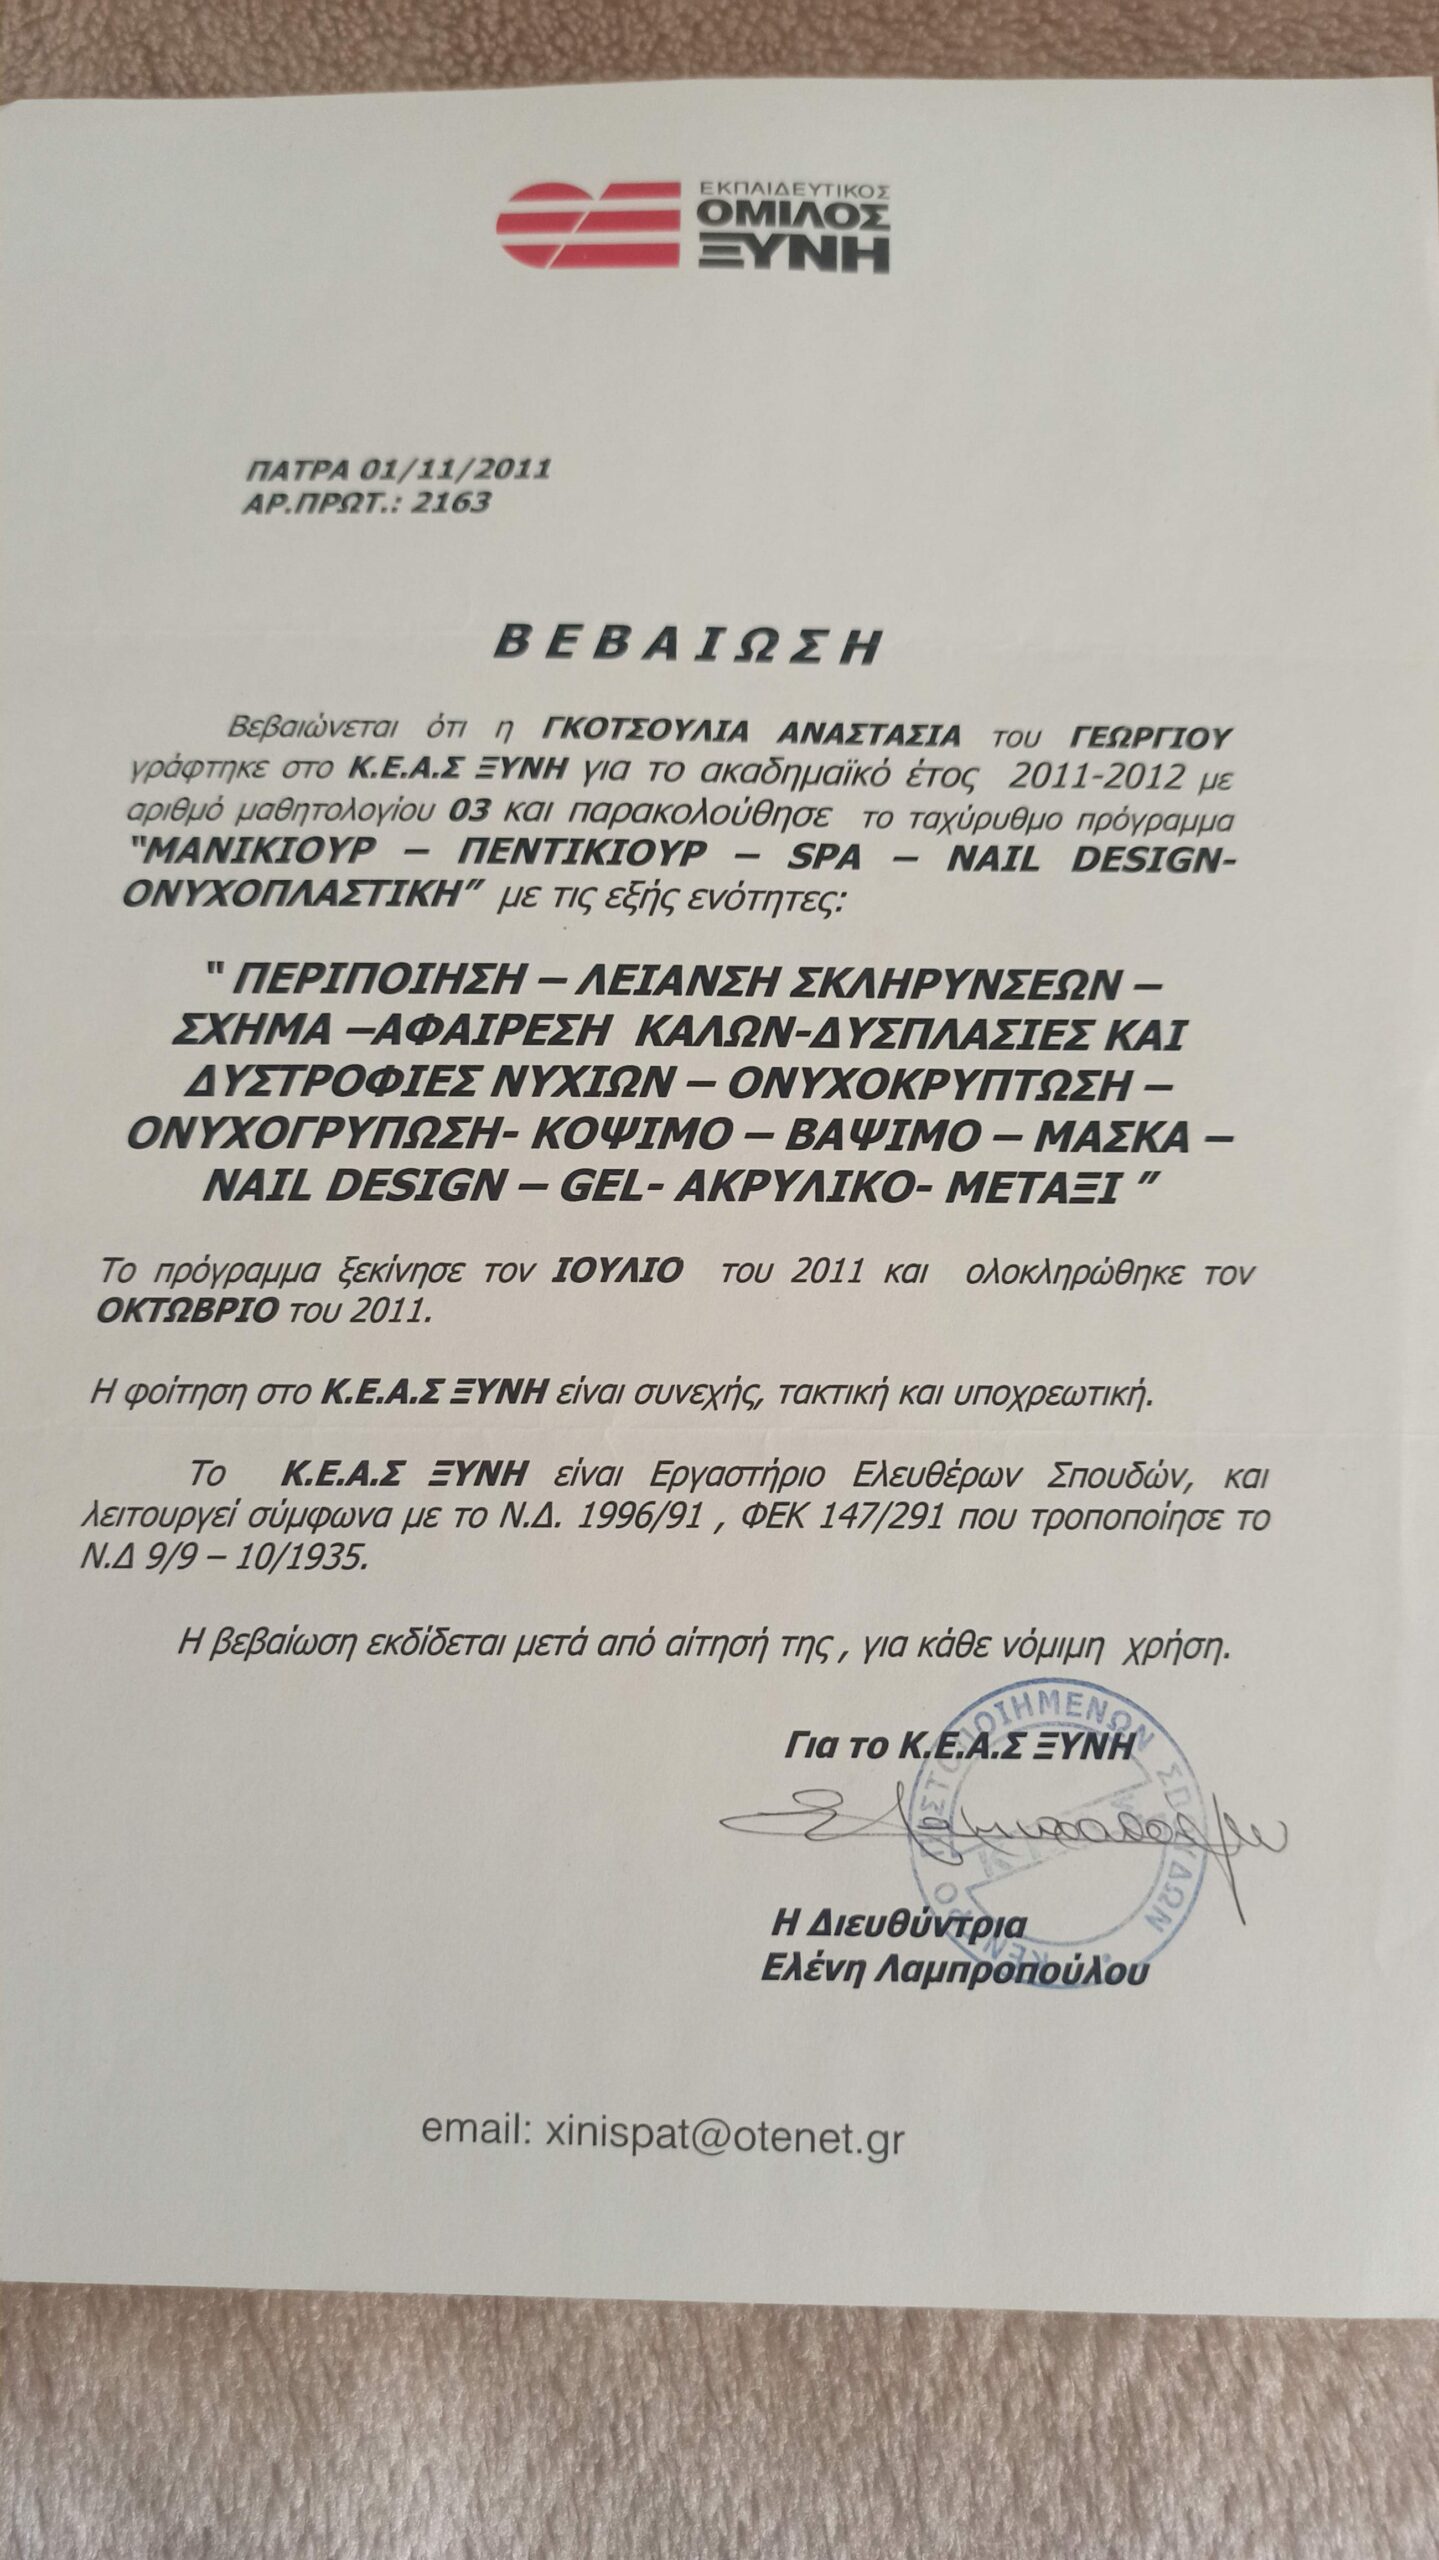 ΕΚΠΑΙΔΕΥΤΙΚΟΣ
ΟΜΙΛΟΣ
ΞΥΝΗ
ΠΑΤΡΑ 01/11/2011
ΑΡ.ΠΡΩΤ.: 2163
Β Ε Β Α Ι Ω Σ Η
Βεβαιώνεται ότι η ΓΚΟΤΣΟΥΛΙΑ ΑΝΑΣΤΑΣΙΑ του ΓΕΩΡΓΙΟΥ
γράφτηκε στο Κ.Ε.Α.Σ ΞΥΝΗ για το ακαδημαϊκό έτος 2011-2012 με
αριθμό μαθητολογίου 03 και παρακολούθησε το ταχύρυθμο πρόγραμμα
“ΜΑΝΙΚΙΟΥΡ – ΠΕΝΤΙΚΙΟΥΡ – SPA – NAIL DESIGN-
ΟΝΥΧΟΠΛΑΣΤΙΚΗ” με τις εξής ενότητες:
“ ΠΕΡΙΠΟΙΗΣΗ – ΛΕΙΑΝΣΗ ΣΚΛΗΡΥΝΣΕΩΝ –
ΣΧΗΜΑ –ΑΦΑΙΡΕΣΗ ΚΑΛΩΝ-ΔΥΣΠΛΑΣΙΕΣ ΚΑΙ
ΔΥΣΤΡΟΦΙΕΣ ΝΥΧΙΩΝ – ΟΝΥΧΟΚΡΥΠΤΩΣΗ –
ΟΝΥΧΟΓΡΥΠΩΣΗ- ΚΟΨΙΜΟ – ΒΑΨΙΜΟ – ΜΑΣΚΑ –
NAIL DESIGN – GEL- ΑΚΡΥΛΙΚΟ- ΜΕΤΑΞΙ ”
Το πρόγραμμα ξεκίνησε τον ΙΟΥΛΙΟ του 2011 και ολοκληρώθηκε τον
ΟΚΤΩΒΡΙΟ του 2011.
Η φοίτηση στο Κ.Ε.Α.Σ ΞΥΝΗ είναι συνεχής, τακτική και υποχρεωτική.
Το Κ.Ε.Α.Σ ΞΥΝΗ είναι Εργαστήριο Ελευθέρων Σπουδών, και
λειτουργεί σύμφωνα με το Ν.Δ. 1996/91 , ΦΕΚ 147/291 που τροποποίησε το
Ν.Δ 9/9 – 10/1935.
Η βεβαίωση εκδίδεται μετά από αίτησή της , για κάθε νόμιμη χρήση.
Για το Κ.Ε.Α.Σ ΞΥΝΗ
Η Διευθύντρια
Ελένη Λαμπροπούλου
email: xinispat@otenet.gr